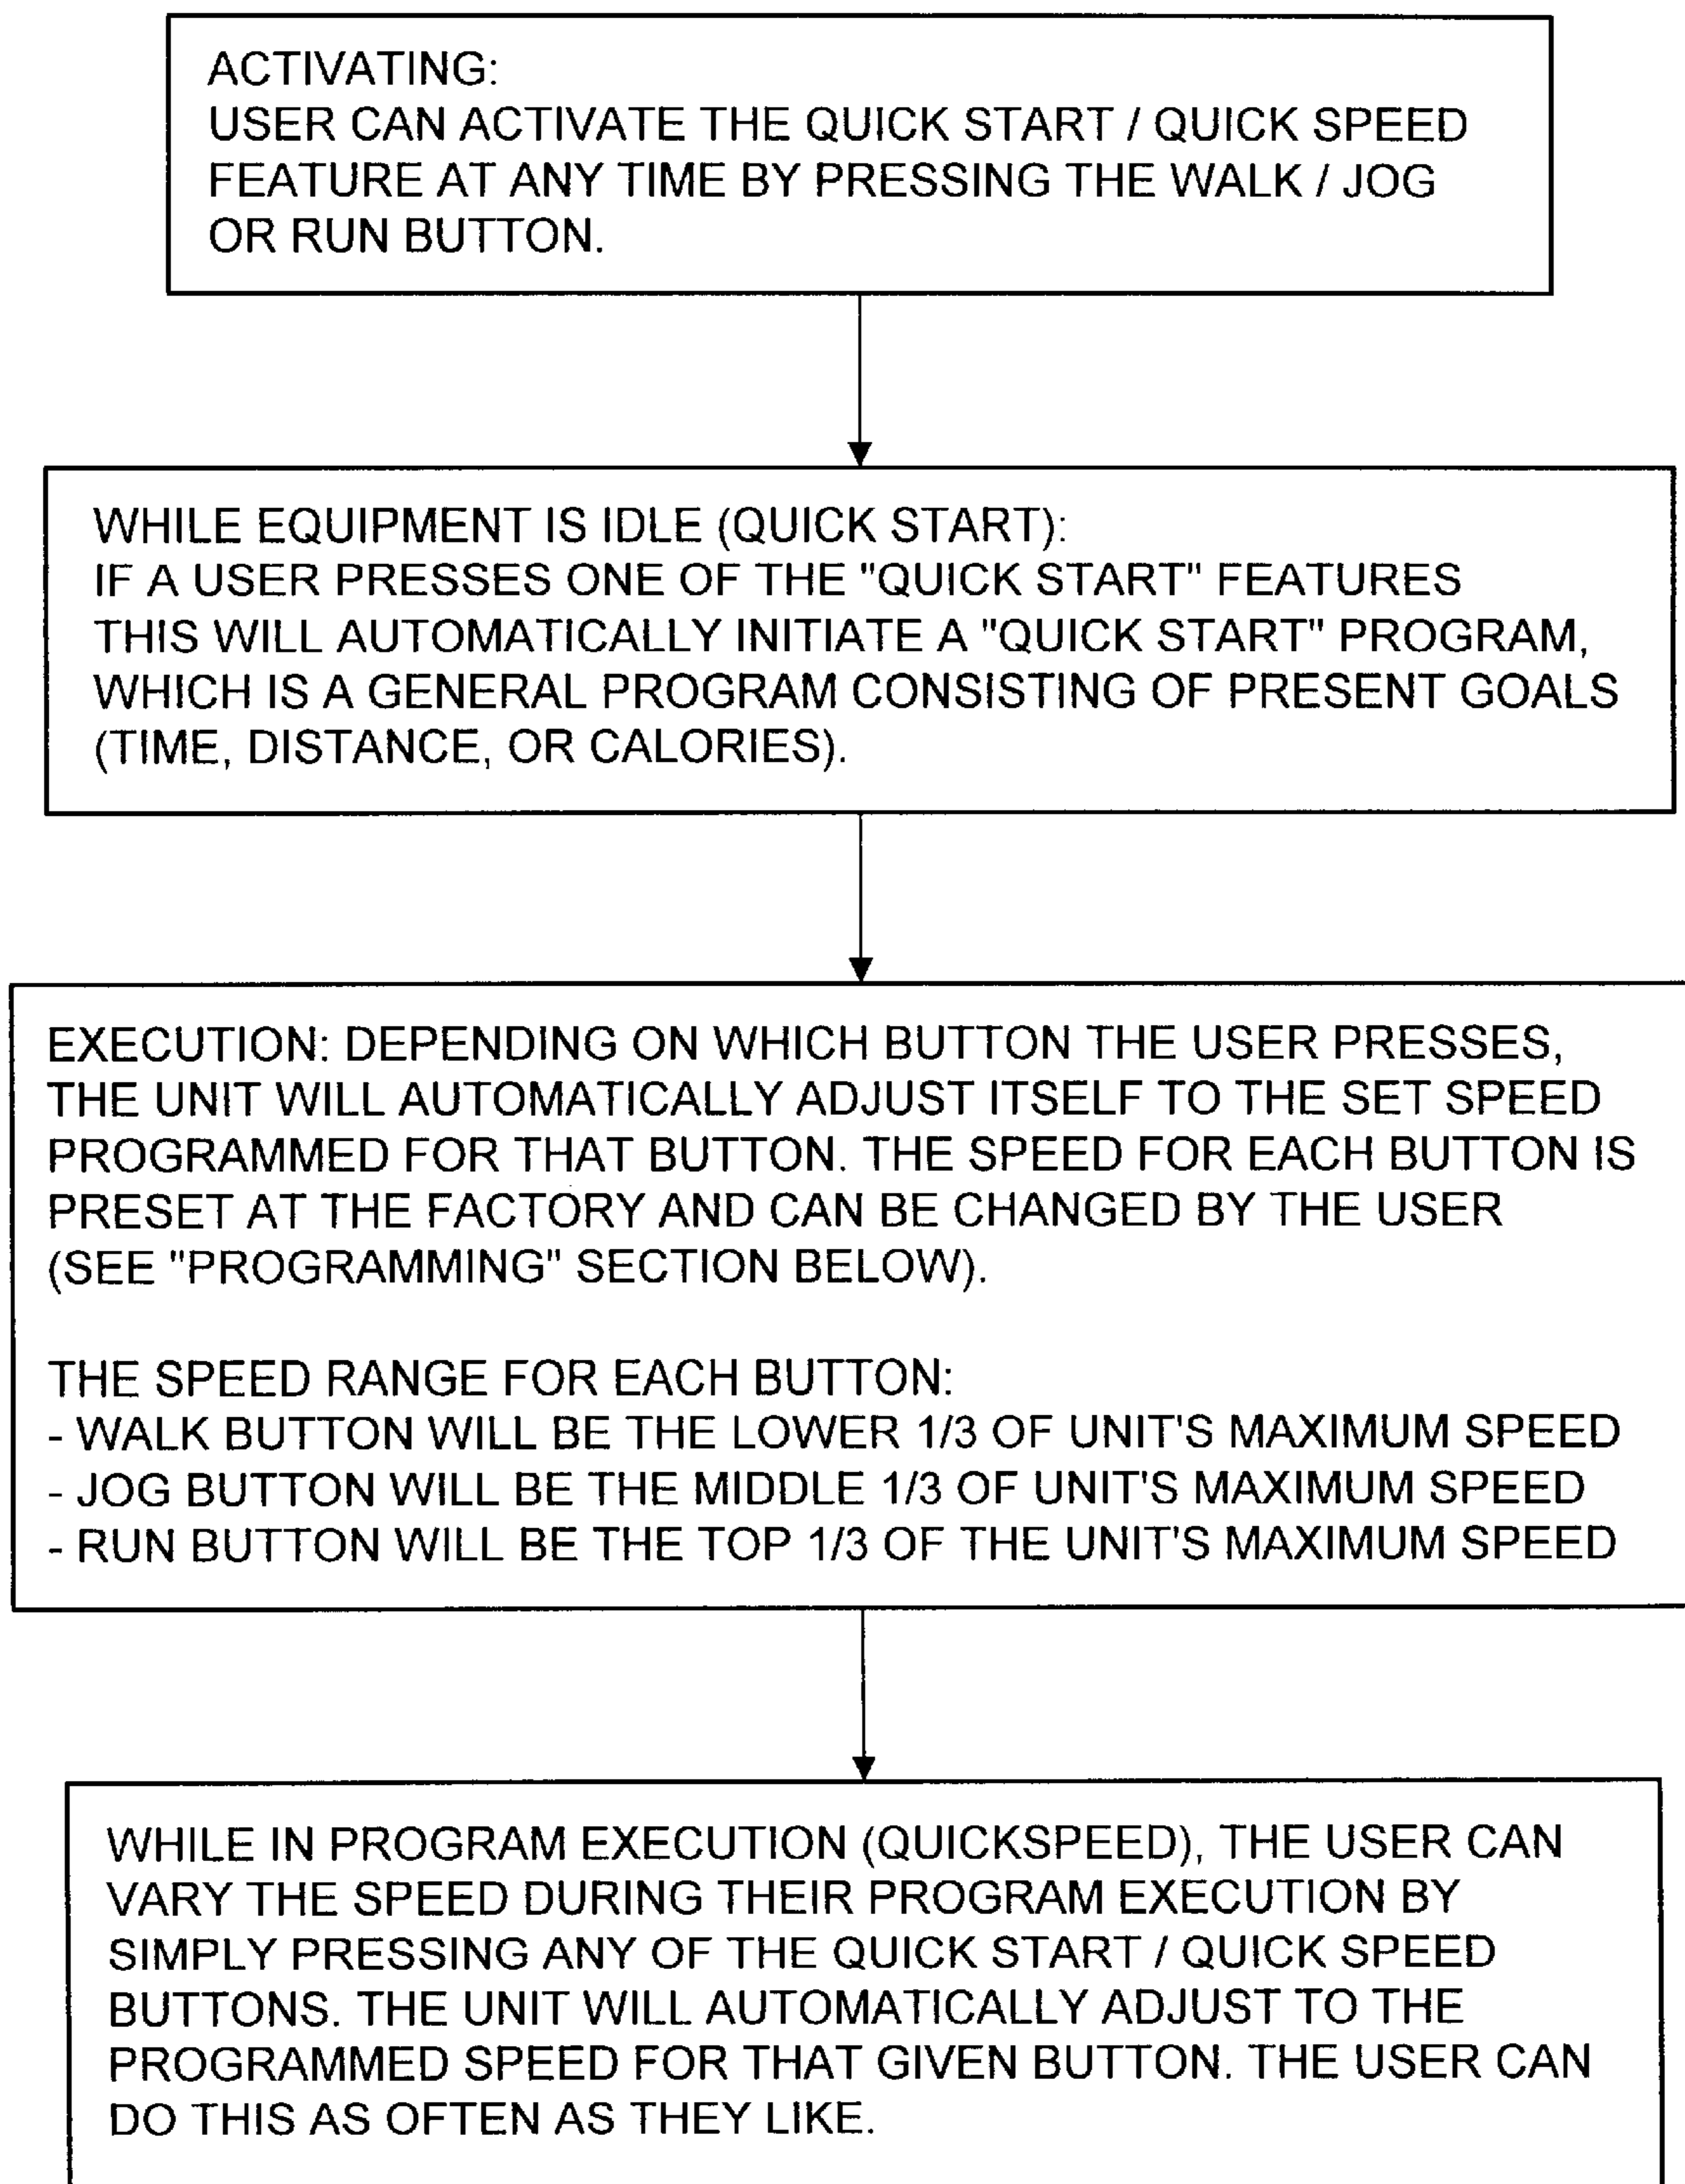 ACTIVATING:
USER CAN ACTIVATE THE QUICK START / QUICK SPEED
FEATURE AT ANY TIME BY PRESSING THE WALK / JOG
OR RUN BUTTON.
WHILE EQUIPMENT IS IDLE (QUICK START):
IF A USER PRESSES ONE OF THE "QUICK START" FEATURES
THIS WILL AUTOMATICALLY INITIATE A "QUICK START" PROGRAM,
WHICH IS A GENERAL PROGRAM CONSISTING OF PRESENT GOALS
(TIME, DISTANCE, OR CALORIES).
EXECUTION: DEPENDING ON WHICH BUTTON THE USER PRESSES,
THE UNIT WILL AUTOMATICALLY ADJUST ITSELF TO THE SET SPEED
PROGRAMMED FOR THAT BUTTON. THE SPEED FOR EACH BUTTON IS
PRESET AT THE FACTORY AND CAN BE CHANGED BY THE USER
(SEE "PROGRAMMING" SECTION BELOW).
THE SPEED RANGE FOR EACH BUTTON:
- WALK BUTTON WILL BE THE LOWER 1/3 OF UNIT'S MAXIMUM SPEED
- JOG BUTTON WILL BE THE MIDDLE 1/3 OF UNIT'S MAXIMUM SPEED
- RUN BUTTON WILL BE THE TOP 1/3 OF THE UNIT'S MAXIMUM SPEED
WHILE IN PROGRAM EXECUTION (QUICKSPEED), THE USER CAN
VARY THE SPEED DURING THEIR PROGRAM EXECUTION BY
SIMPLY PRESSING ANY OF THE QUICK START / QUICK SPEED
BUTTONS. THE UNIT WILL AUTOMATICALLY ADJUST TO THE
PROGRAMMED SPEED FOR THAT GIVEN BUTTON. THE USER CAN
DO THIS AS OFTEN AS THEY LIKE.